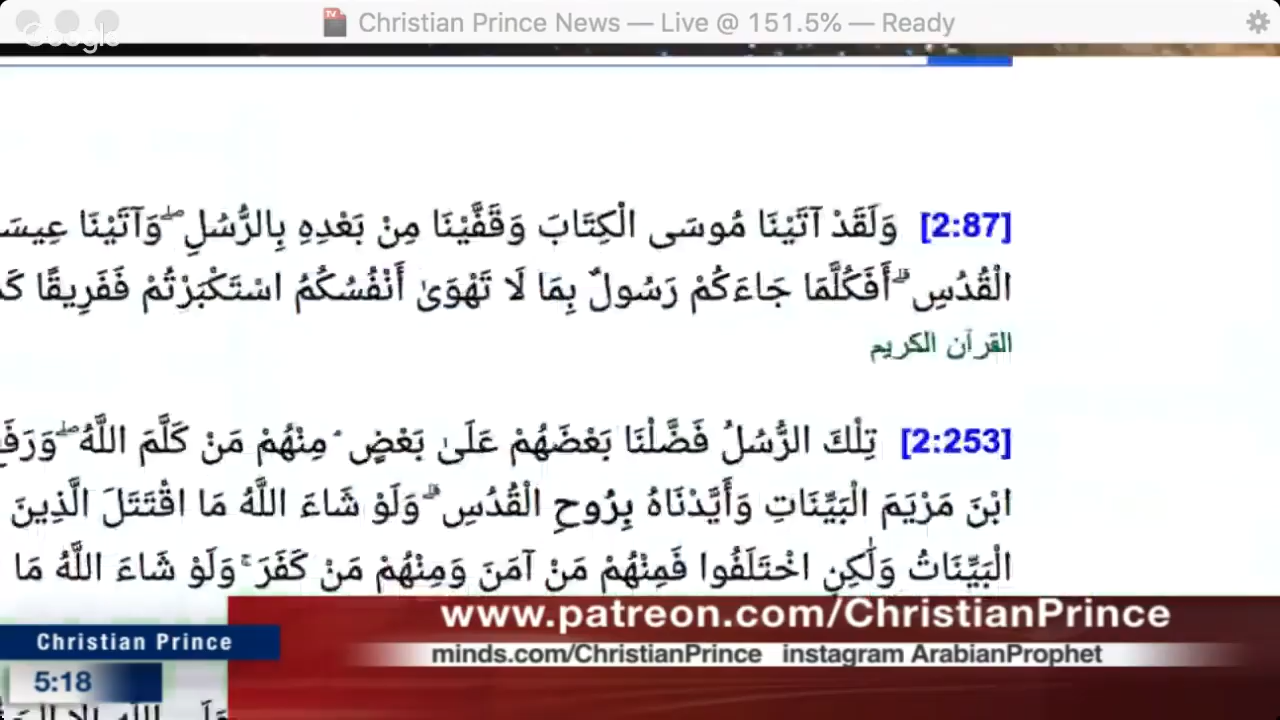 Christian Prince News — Live @ 151.5% — Ready
Google
[2:87] وَلَقَدْ آتَيْنَا مُوسَى الْكِتَابَ وَقَفَّيْنَا مِنْ بَعْدِهِ بِالرُّسُلِ ۖ وَآتَيْنَا
الْقُدُسِ ۗ أَفَكُلَّمَا جَاءَكُمْ رَسُولٌ بِمَا لَا تَهْوَىٰ أَنْفُسُكُمُ اسْتَكْبَرْتُمْ فَفَرِيقًا
القرآن الكريم
[2:253] تِلْكَ الرُّسُلُ فَضَّلْنَا بَعْضَهُمْ عَلَىٰ بَعْضٍ ۘ مِنْهُمْ مَنْ كَلَّمَ اللَّهُ ۖ
ابْنَ مَرْيَمَ الْبَيِّنَاتِ وَأَيَّدْنَاهُ بِرُوحِ الْقُدُسِ ۗ وَلَوْ شَاءَ اللَّهُ مَا اقْتَتَلَ الَّذِينَ
الْبَيِّنَاتُ وَلَٰكِنِ اخْتَلَفُوا فَمِنْهُمْ مَنْ آمَنَ وَمِنْهُمْ مَنْ كَفَرَ ۚ وَلَوْ شَاءَ اللَّهُ مَا
www.patreon.com/ChristianPrince
Christian Prince
minds.com/ChristianPrince instagram ArabianProphet
5:18